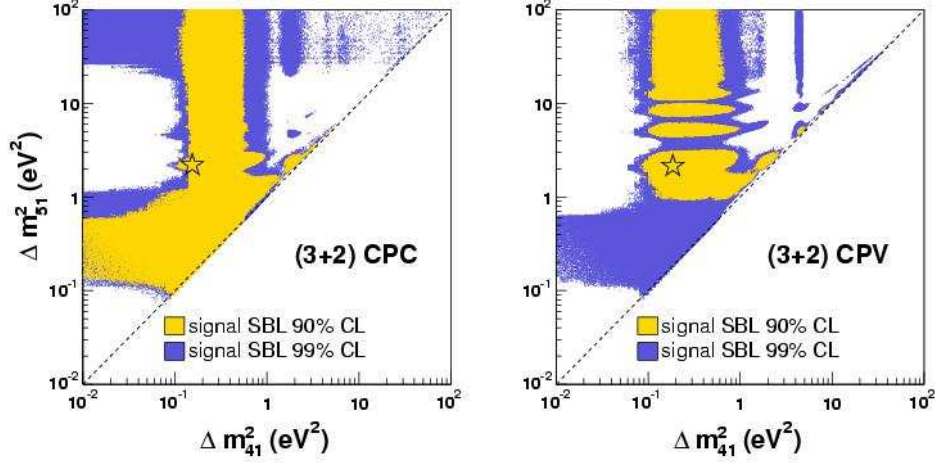 10²
10
1
10⁻¹
10⁻²
Δ m²₅₁ (eV²)
(3+2) CPC
signal SBL 90% CL
signal SBL 99% CL
10⁻² 10⁻¹ 1 10 10²
Δ m²₄₁ (eV²)
10²
10
1
10⁻¹
10⁻²
(3+2) CPV
signal SBL 90% CL
signal SBL 99% CL
10⁻² 10⁻¹ 1 10 10²
Δ m²₄₁ (eV²)